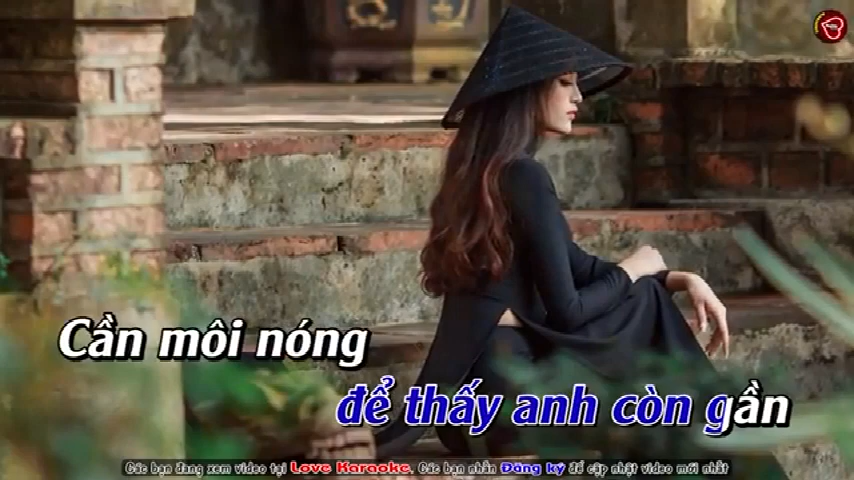 Cần môi nóng
để thấy anh còn gần
Các bạn đang xem video tại Love Karaoke. Các bạn nhấn Đăng ký để cập nhật video mới nhất